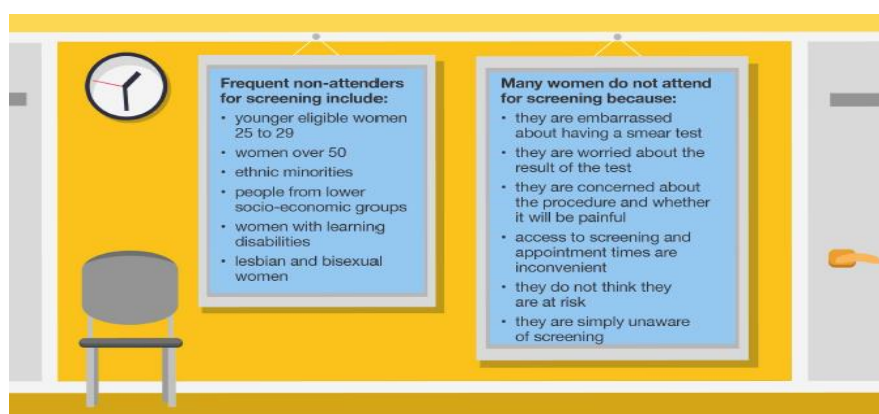 Frequent non-attenders
for screening include:
• younger eligible women
25 to 29
• women over 50
• ethnic minorities
• people from lower
socio-economic groups
• women with learning
disabilities
• lesbian and bisexual
women
Many women do not attend
for screening because:
• they are embarrassed
about having a smear test
• they are worried about the
result of the test
• they are concerned about
the procedure and whether
it will be painful
• access to screening and
appointment times are
inconvenient
• they do not think they
are at risk
• they are simply unaware
of screening